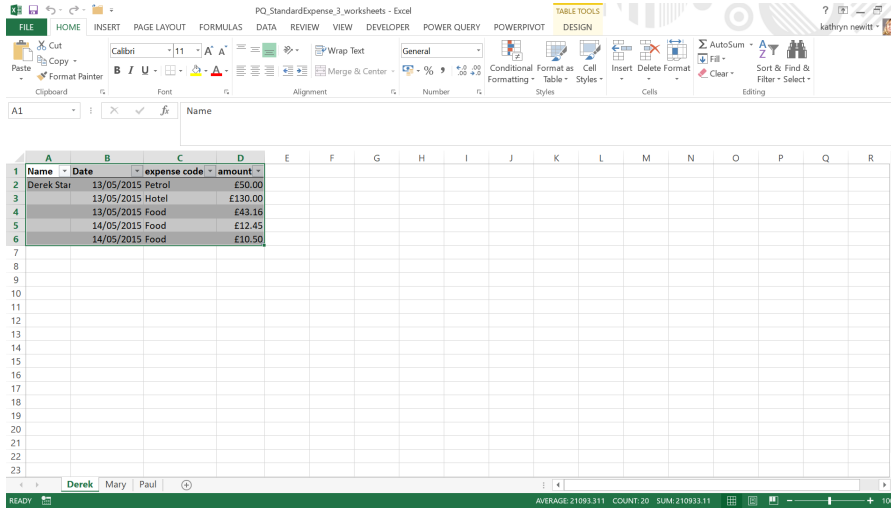 PQ_StandardExpense_3_worksheets - Excel
TABLE TOOLS
FILE HOME INSERT PAGE LAYOUT FORMULAS DATA REVIEW VIEW DEVELOPER POWER QUERY POWERPIVOT DESIGN kathryn newitt
Paste
Cut
Copy
Format Painter
Clipboard
Calibri 11 A A
B I U A
Font
Wrap Text
Merge & Center
Alignment
General
% , .0 .00 .00 .0
Number
Conditional Formatting
Format as Table
Cell Styles
Styles
Insert Delete Format
Cells
AutoSum
Fill
Clear
Sort & Filter
Find & Select
Editing
A1 fx Name
A B C D E F G H I J K L M N O P Q R
1 Name Date expense code amount
2 Derek Star 13/05/2015 Petrol £50.00
3 13/05/2015 Hotel £130.00
4 13/05/2015 Food £43.16
5 14/05/2015 Food £12.45
6 14/05/2015 Food £10.50
7
8
9
10
11
12
13
14
15
16
17
18
19
20
21
22
23
Derek Mary Paul
READY AVERAGE: 21093.311 COUNT: 20 SUM: 210933.11